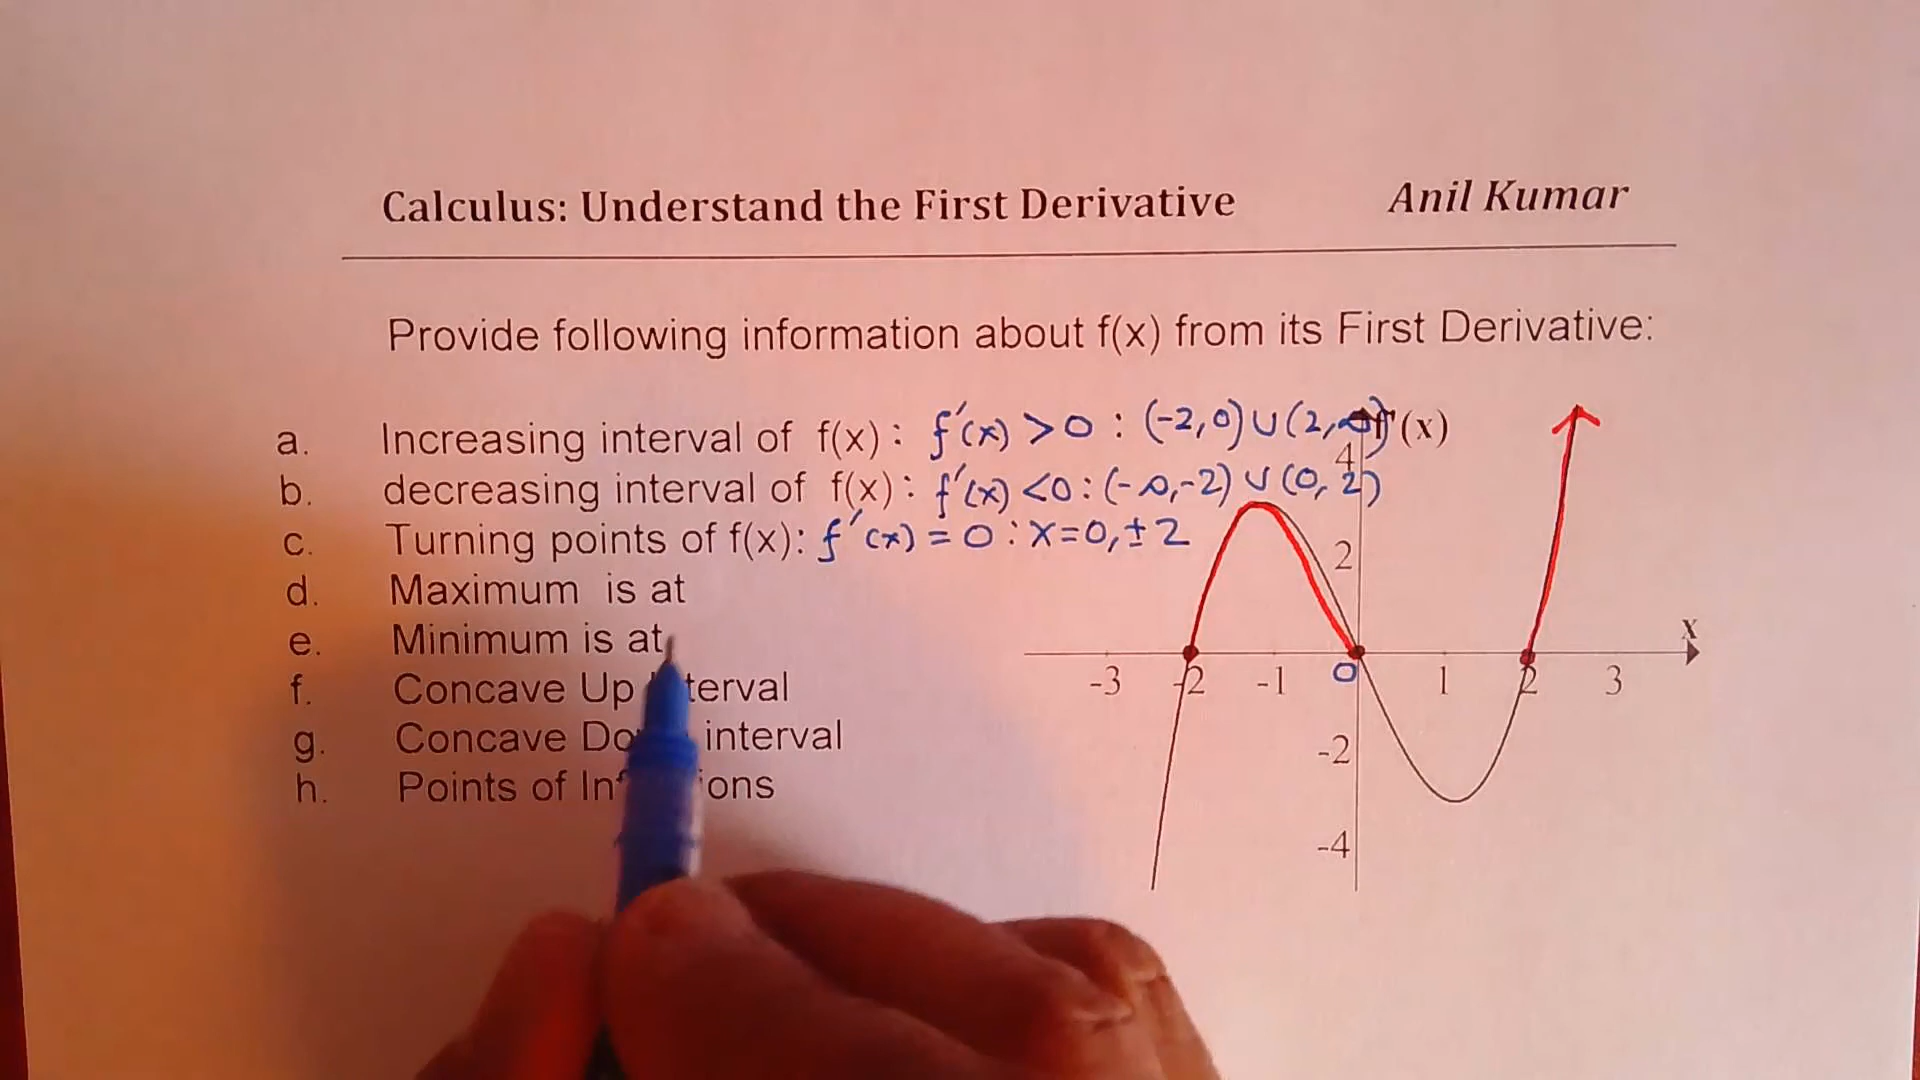 Calculus: Understand the First Derivative Anil Kumar
Provide following information about f(x) from its First Derivative:
a. Increasing interval of f(x) : f'(x) > 0 : (-2,0) ∪ (2,∞) f'(x)
b. decreasing interval of f(x) : f'(x) <0 : (-∞,-2) ∪ (0, 2)
c. Turning points of f(x): f'(x) = 0 : x=0, ± 2
d. Maximum is at
e. Minimum is at
f. Concave Up
g. Concave interval
h. Points of
4
2
x
-3 -2 -1 0 1 2 3
-2
-4